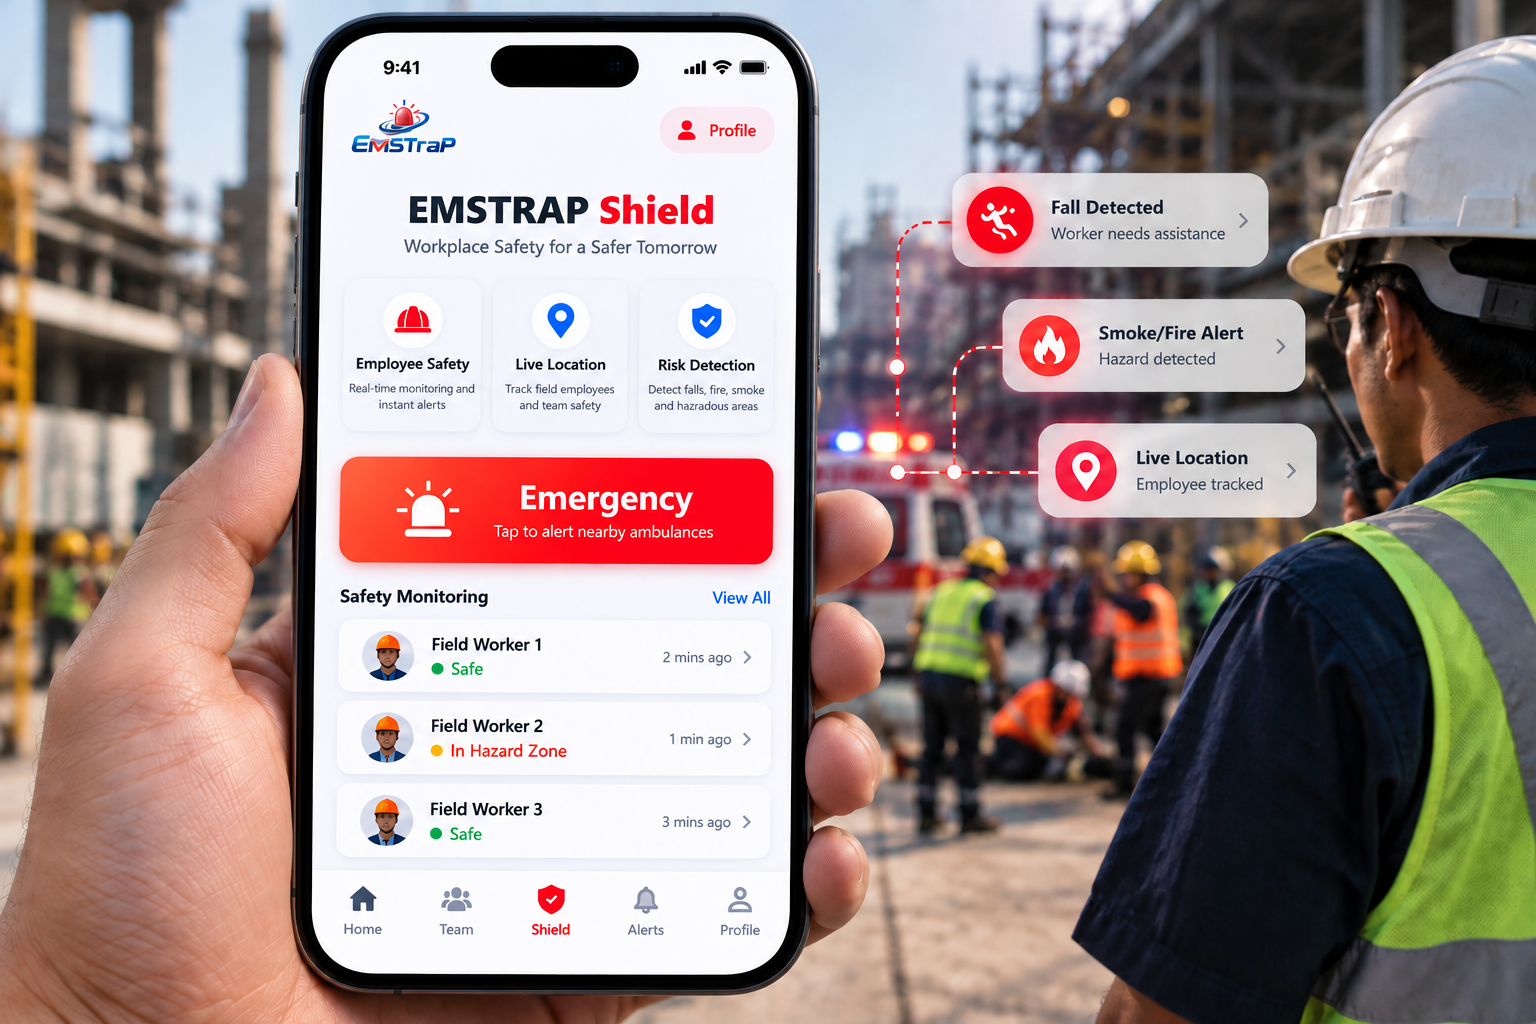 9:41
EMSTraP
Profile
EMSTRAP Shield
Workplace Safety for a Safer Tomorrow
Employee Safety
Real-time monitoring and
instant alerts
Live Location
Track field employees
and team safety
Risk Detection
Detect falls, fire, smoke
and hazradous areas
Emergency
Tap to alert nearby ambulances
Safety Monitoring
View All
Field Worker 1
Safe
2 mins ago
Field Worker 2
In Hazard Zone
1 min ago
Field Worker 3
Safe
3 mins ago
Home
Team
Shield
Alerts
Profile
Fall Detected
Worker needs assistance
Smoke/Fire Alert
Hazard detected
Live Location
Employee tracked